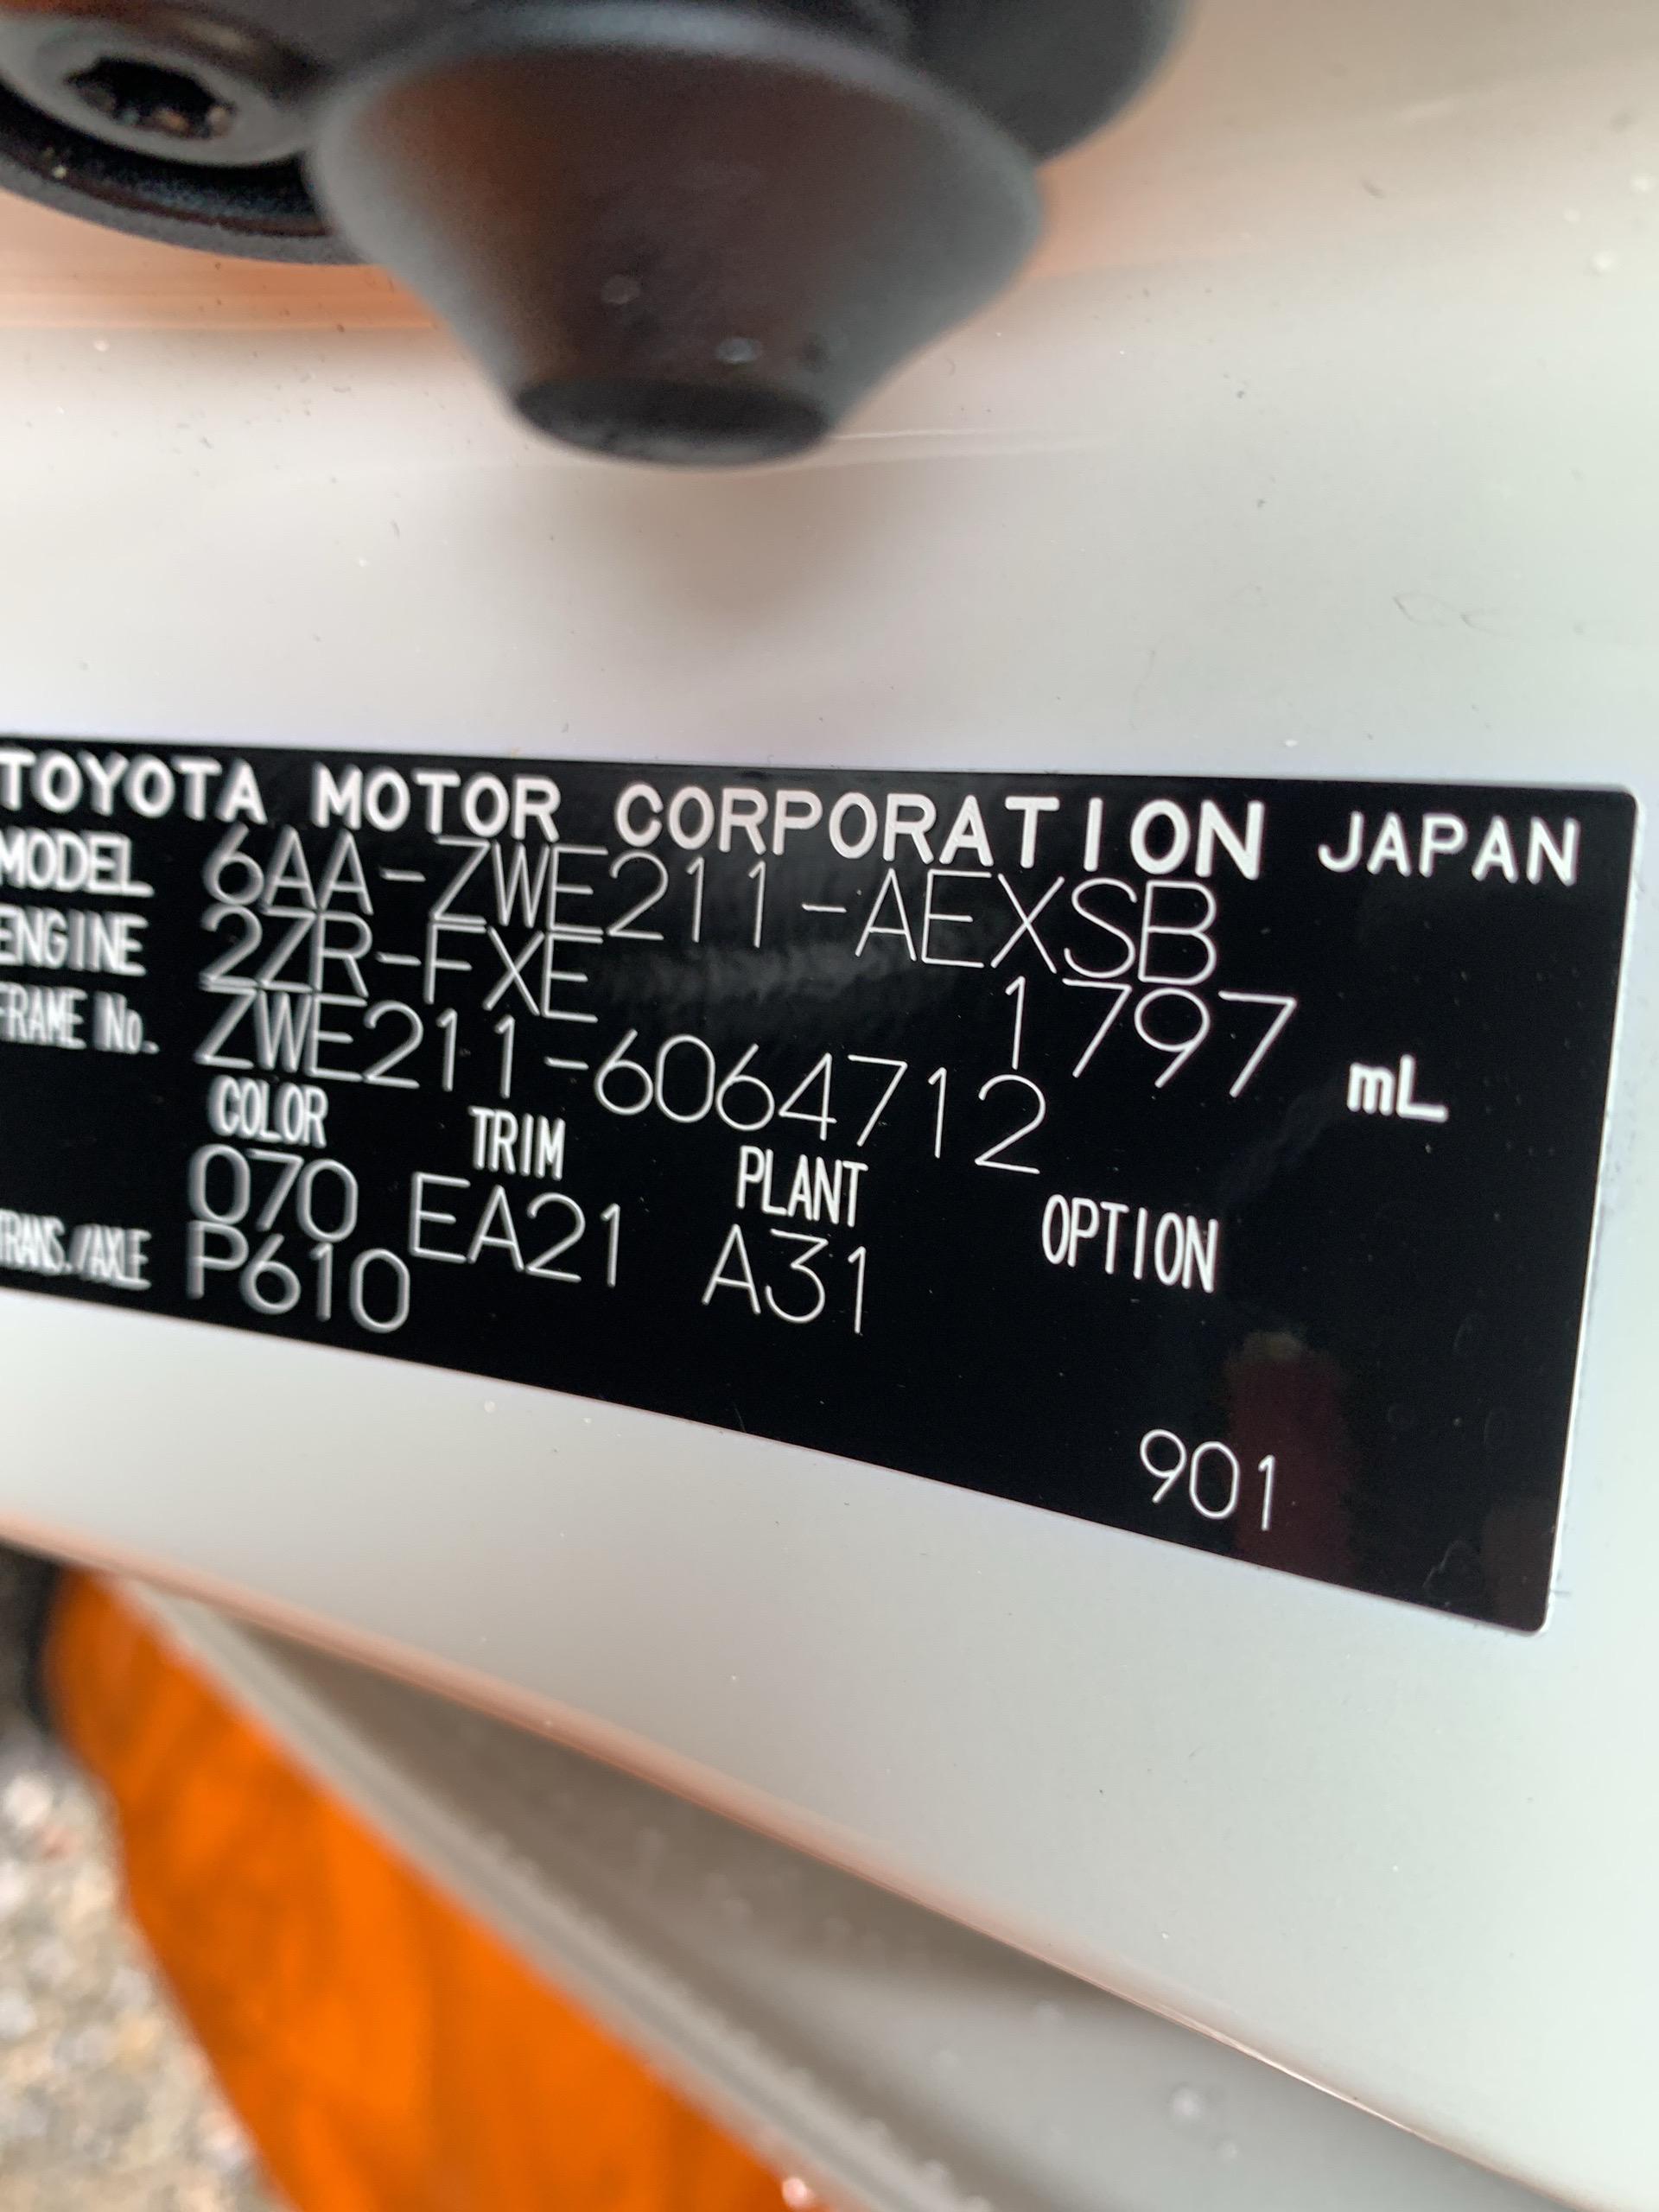 TOYOTA MOTOR CORPORATION JAPAN
MODEL 6AA-ZWE211-AEXSB
ENGINE 2ZR-FXE 1797 mL
FRAME No. ZWE211-6064712
COLOR TRIM PLANT OPTION
070 EA21 A31
TRANS./AXLE P610
901